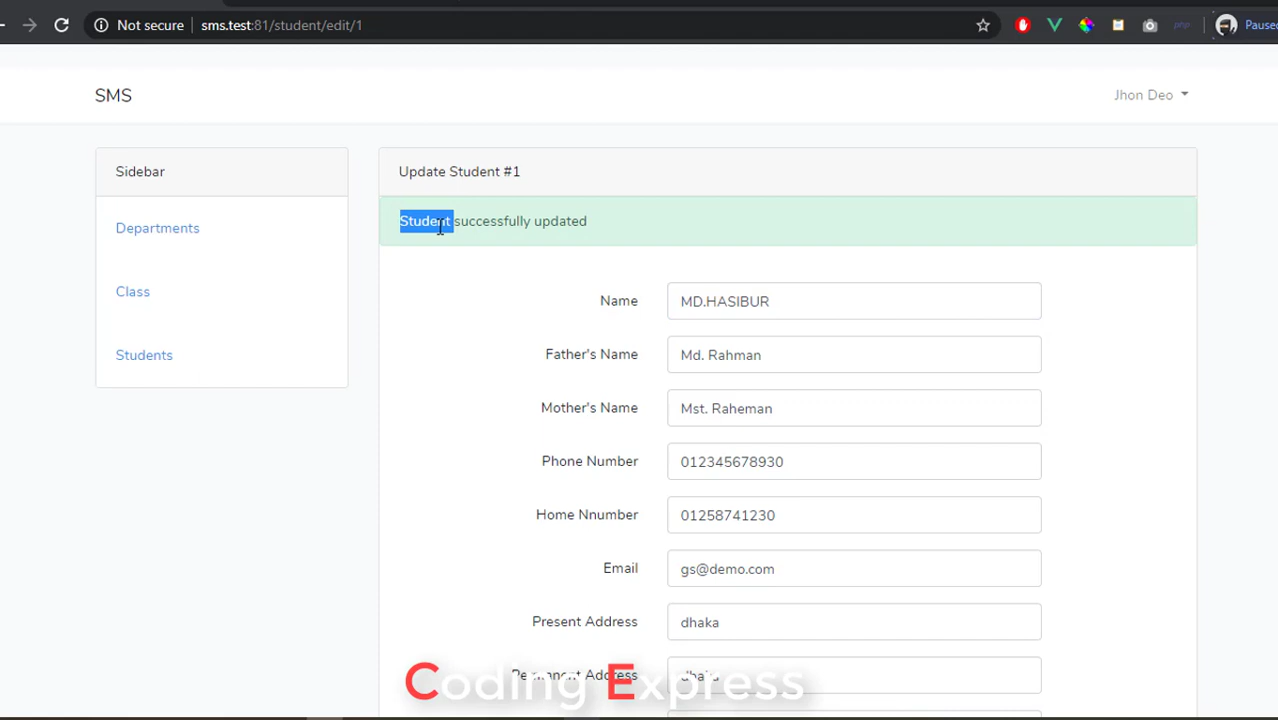 Not secure | sms.test:81/student/edit/1
php
Paused
SMS
Jhon Deo
Sidebar
Update Student #1
Student successfully updated
Departments
Class
Students
Name
MD.HASIBUR
Father's Name
Md. Rahman
Mother's Name
Mst. Raheman
Phone Number
012345678930
Home Nnumber
01258741230
Email
gs@demo.com
Present Address
dhaka
Permanent Address
dhaka
Coding Express